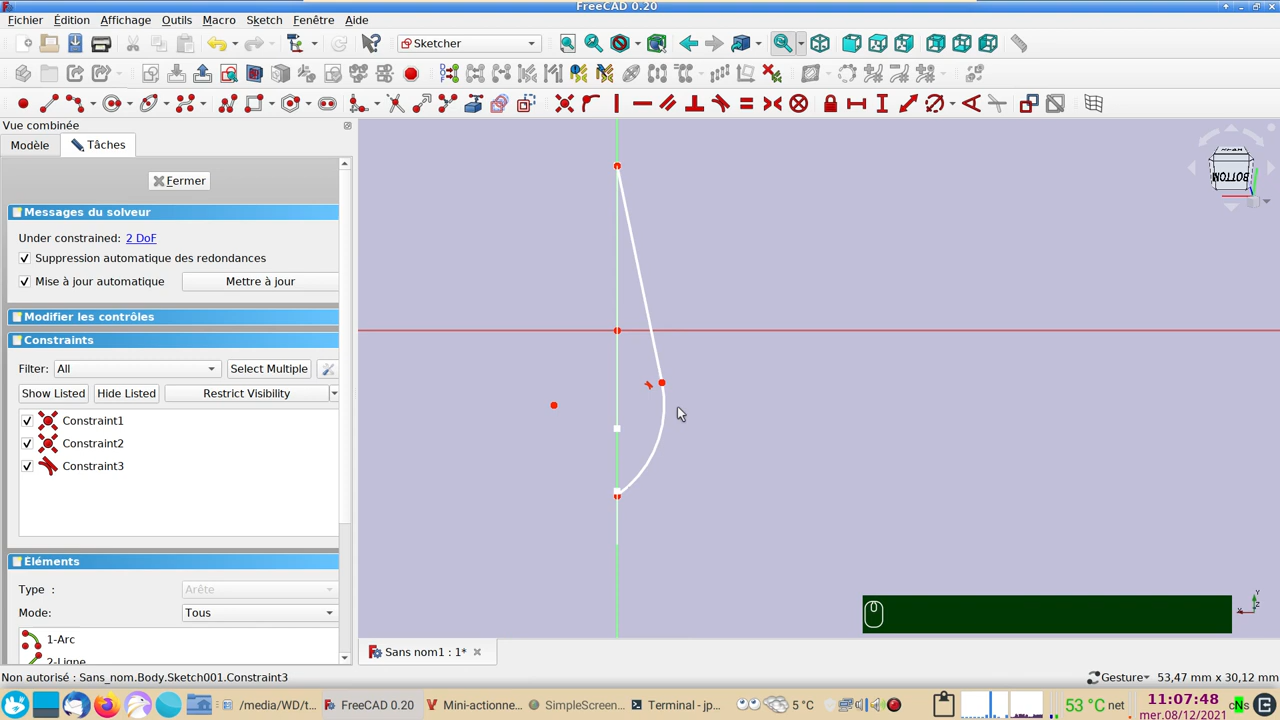 FreeCAD 0.20
Fichier Édition Affichage Outils Macro Sketch Fenêtre Aide
Sketcher
Vue combinée
Modèle Tâches
Fermer
Messages du solveur
Under constrained: 2 DoF
Suppression automatique des redondances
Mise à jour automatique Mettre à jour
Modifier les contrôles
Constraints
Filter: All Select Multiple
Show Listed Hide Listed Restrict Visibility
Constraint1
Constraint2
Constraint3
Eléments
Type : Arête
Mode: Tous
1-Arc
2-Ligne
BOTTOM
Y
Z
X
Sans nom1 : 1*
Non autorisé : Sans_nom.Body.Sketch001.Constraint3
Gesture 53,47 mm x 30,12 mm
/media/WD/t... FreeCAD 0.20 Mini-actionne... SimpleScreen... Terminal - jp... 5 °C 53 °C net 11:07:48
mer.08/12/2021